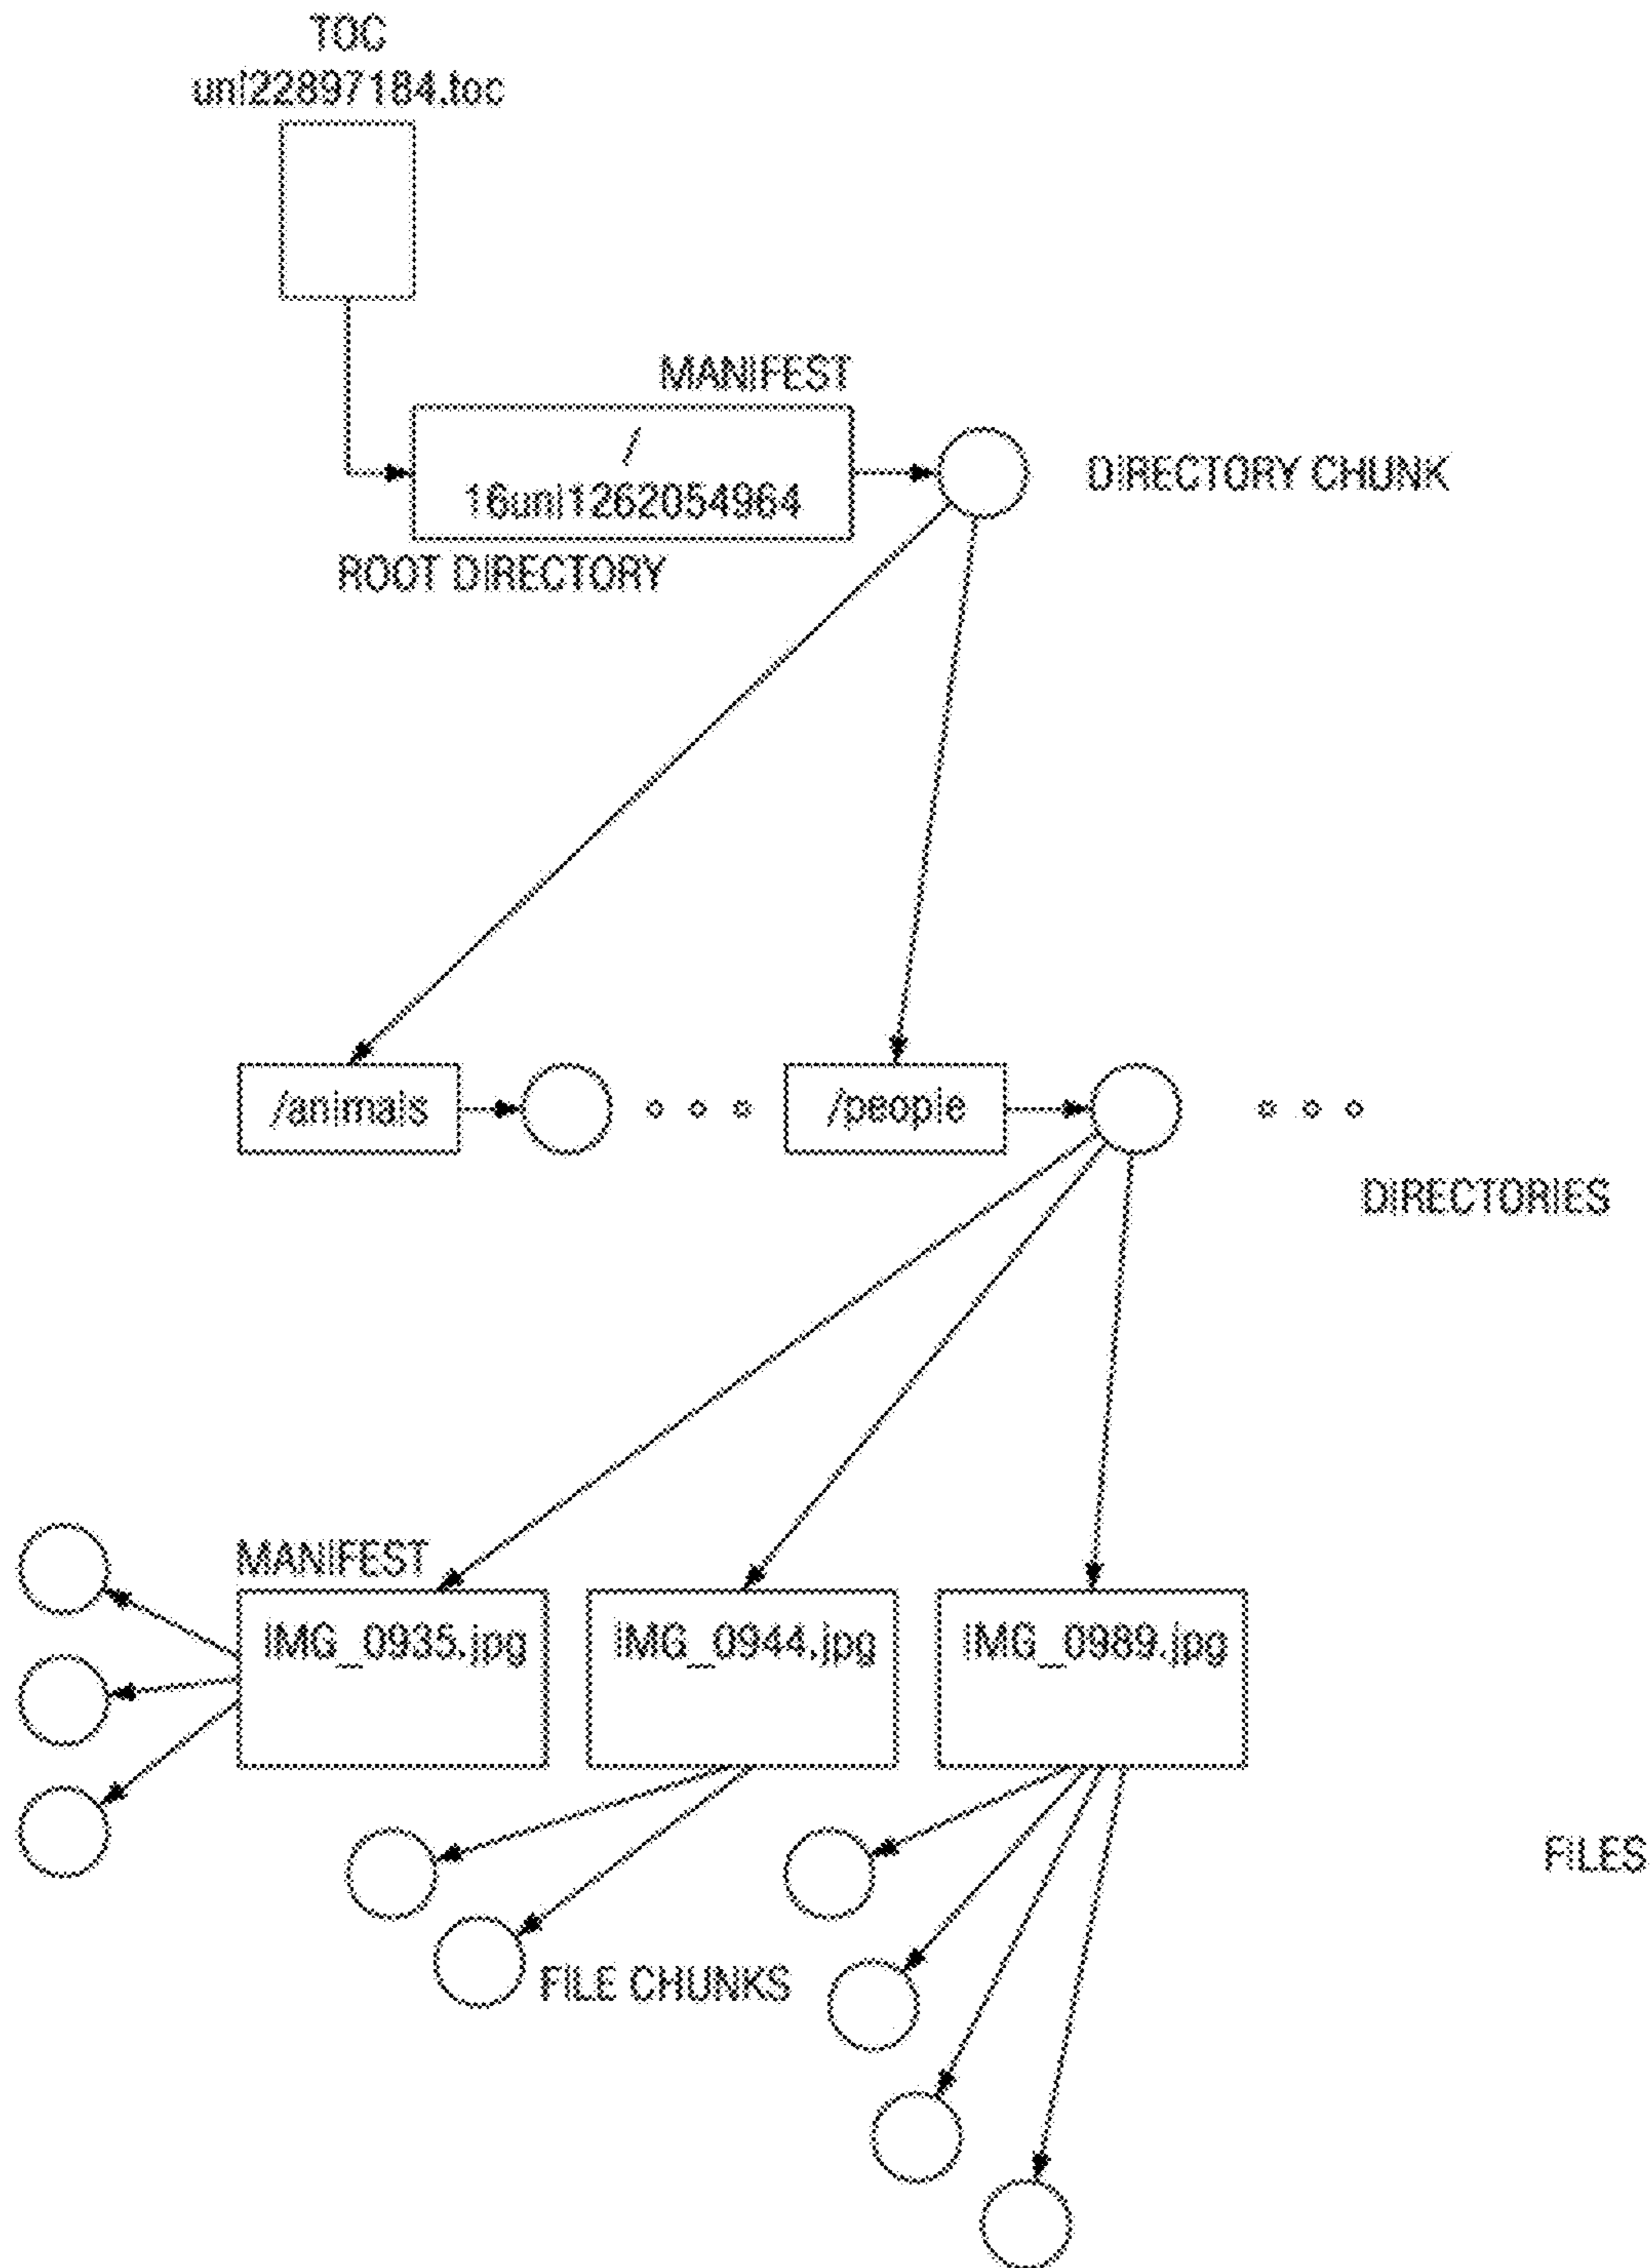 TOC
uni22897184.toc
MANIFEST
/
16uni1262054964
DIRECTORY CHUNK
ROOT DIRECTORY
/animals
/people
DIRECTORIES
MANIFEST
IMG_0935.jpg
IMG_0944.jpg
IMG_0989.jpg
FILES
FILE CHUNKS